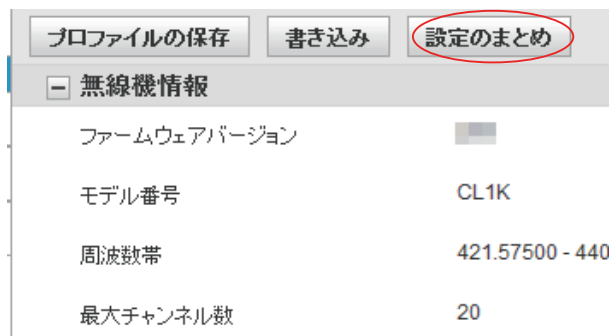 プロファイルの保存 書き込み 設定のまとめ
無線機情報
ファームウェアバージョン
モデル番号 CL1K
周波数帯 421.57500 - 440
最大チャンネル数 20